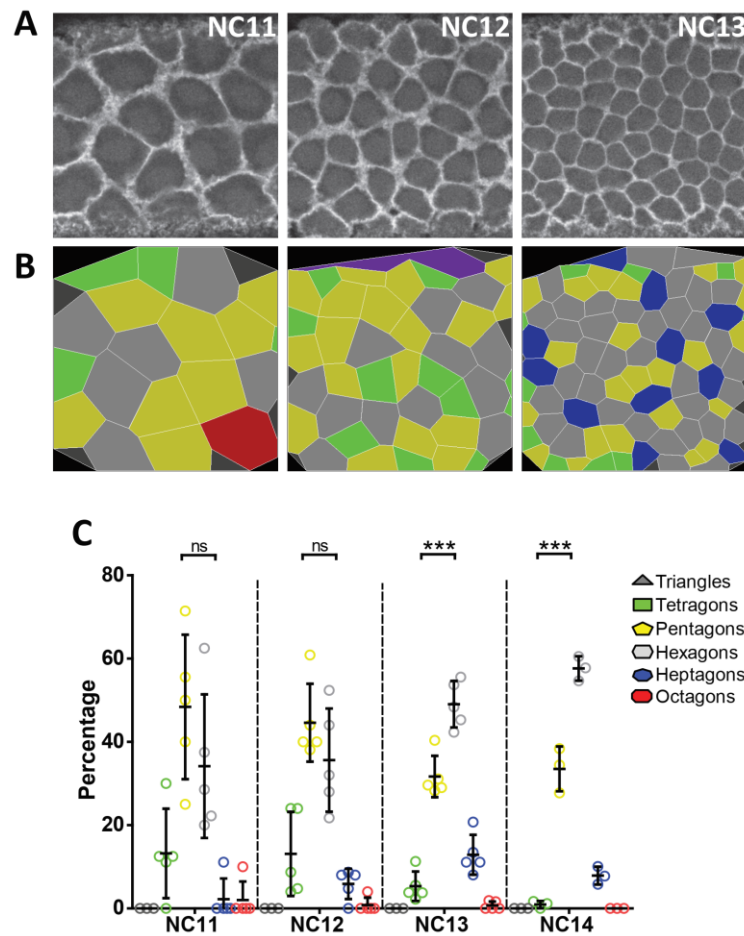 A
NC11
NC12
NC13
B
C
ns
ns
***
***
80
60
40
20
0
Percentage
NC11
NC12
NC13
NC14
Triangles
Tetragons
Pentagons
Hexagons
Heptagons
Octagons